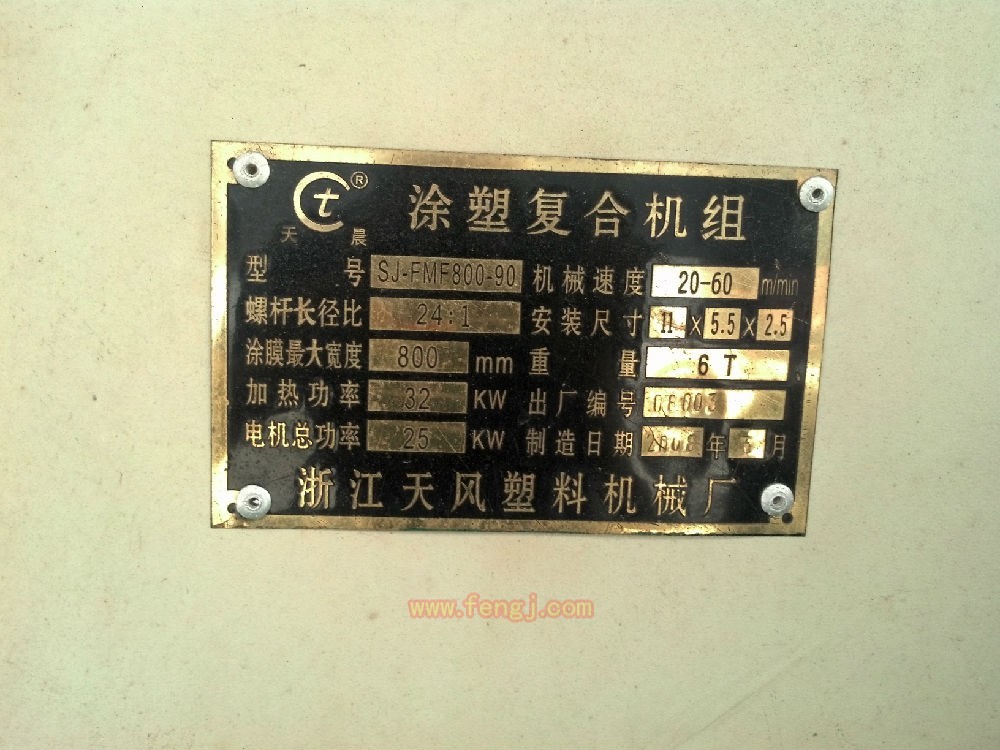 t ®
天晨
涂塑复合机组
型号 SJ-FMF800-90 机械速度 20-60 m/min
螺杆长径比 24:1 安装尺寸 11 × 5.5 × 2.5
涂膜最大宽度 800 mm 重量 6 T
加热功率 32 KW 出厂编号 08003
电机总功率 25 KW 制造日期 2008 年 月
浙江天风塑料机械厂
www.fengj.com